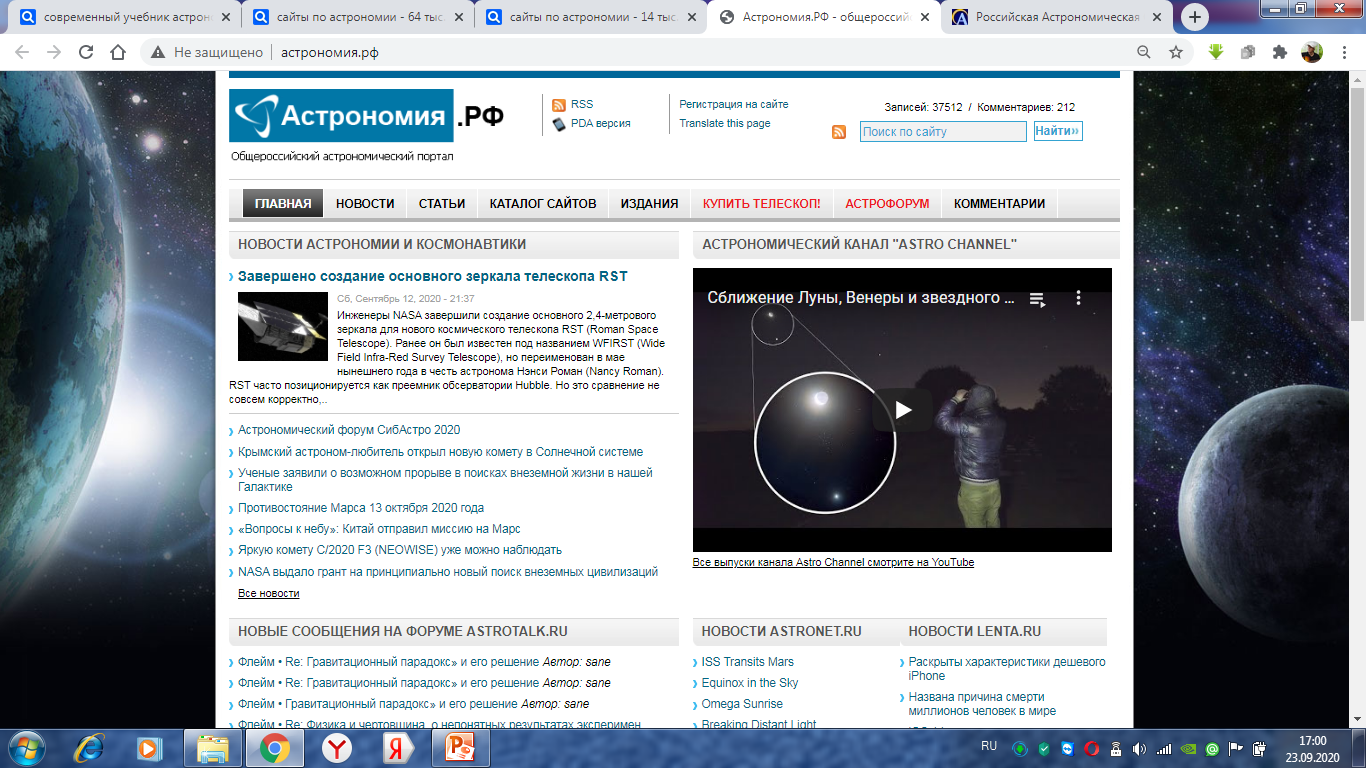 современный учебник астроно
сайты по астрономии - 64 тыс.
сайты по астрономии - 14 тыс.
Астрономия.РФ - общероссий
Российская Астрономическая
Не защищено
астрономия.рф
Астрономия.РФ
Общероссийский астрономический портал
RSS
PDA версия
Регистрация на сайте
Translate this page
Записей: 37512 / Комментариев: 212
Поиск по сайту
Найти››
ГЛАВНАЯ НОВОСТИ СТАТЬИ КАТАЛОГ САЙТОВ ИЗДАНИЯ КУПИТЬ ТЕЛЕСКОП! АСТРОФОРУМ КОММЕНТАРИИ
НОВОСТИ АСТРОНОМИИ И КОСМОНАВТИКИ
Завершено создание основного зеркала телескопа RST
Сб, Сентябрь 12, 2020 - 21:37
Инженеры NASA завершили создание основного 2,4-метрового
зеркала для нового космического телескопа RST (Roman Space
Telescope). Ранее он был известен под названием WFIRST (Wide
Field Infra-Red Survey Telescope), но переименован в мае
нынешнего года в честь астронома Нэнси Роман (Nancy Roman).
RST часто позиционируется как преемник обсерватории Hubble. Но это сравнение не
совсем корректно,..
Астрономический форум СибАстро 2020
Крымский астроном-любитель открыл новую комету в Солнечной системе
Ученые заявили о возможном прорыве в поисках внеземной жизни в нашей
Галактике
Противостояние Марса 13 октября 2020 года
«Вопросы к небу»: Китай отправил миссию на Марс
Яркую комету C/2020 F3 (NEOWISE) уже можно наблюдать
NASA выдало грант на принципиально новый поиск внеземных цивилизаций
Все новости
АСТРОНОМИЧЕСКИЙ КАНАЛ "ASTRO CHANNEL"
Сближение Луны, Венеры и звездного ...
Все выпуски канала Astro Channel смотрите на YouTube
НОВЫЕ СООБЩЕНИЯ НА ФОРУМЕ ASTROTALK.RU
Флейм • Re: Гравитационный парадокс» и его решение Автор: sane
Флейм • Re: Гравитационный парадокс» и его решение Автор: sane
Флейм • Гравитационный парадокс» и его решение Автор: sane
Флейм • Re: Физика и чертовщина, о непонятных результатах эксперимен
НОВОСТИ ASTRONET.RU
ISS Transits Mars
Equinox in the Sky
Omega Sunrise
Breaking Distant Light
НОВОСТИ LENTA.RU
Раскрыты характеристики дешевого
iPhone
Названа причина смерти
миллионов человек в мире
RU
17:00
23.09.2020